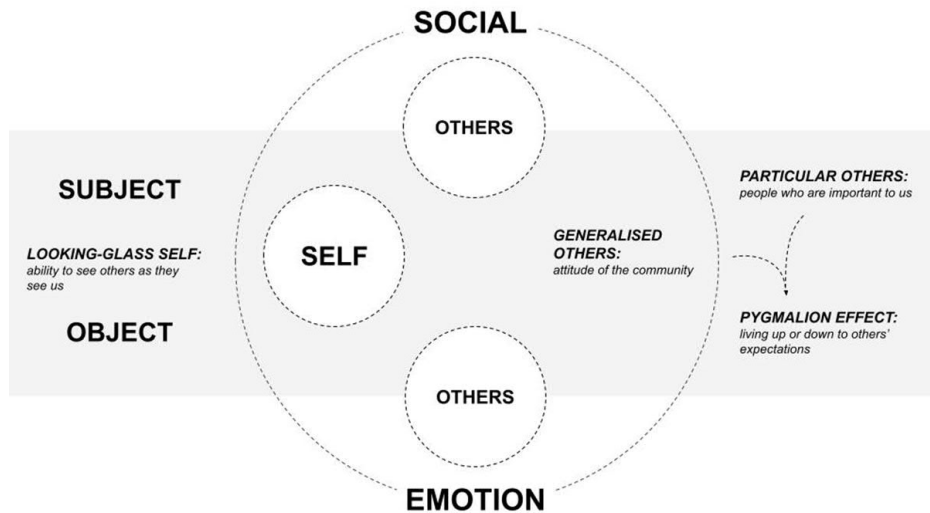 SOCIAL
OTHERS
SUBJECT
PARTICULAR OTHERS:
people who are important to us
LOOKING-GLASS SELF:
ability to see others as they
see us
SELF
GENERALISED
OTHERS:
attitude of the community
OBJECT
PYGMALION EFFECT:
living up or down to others'
expectations
OTHERS
EMOTION